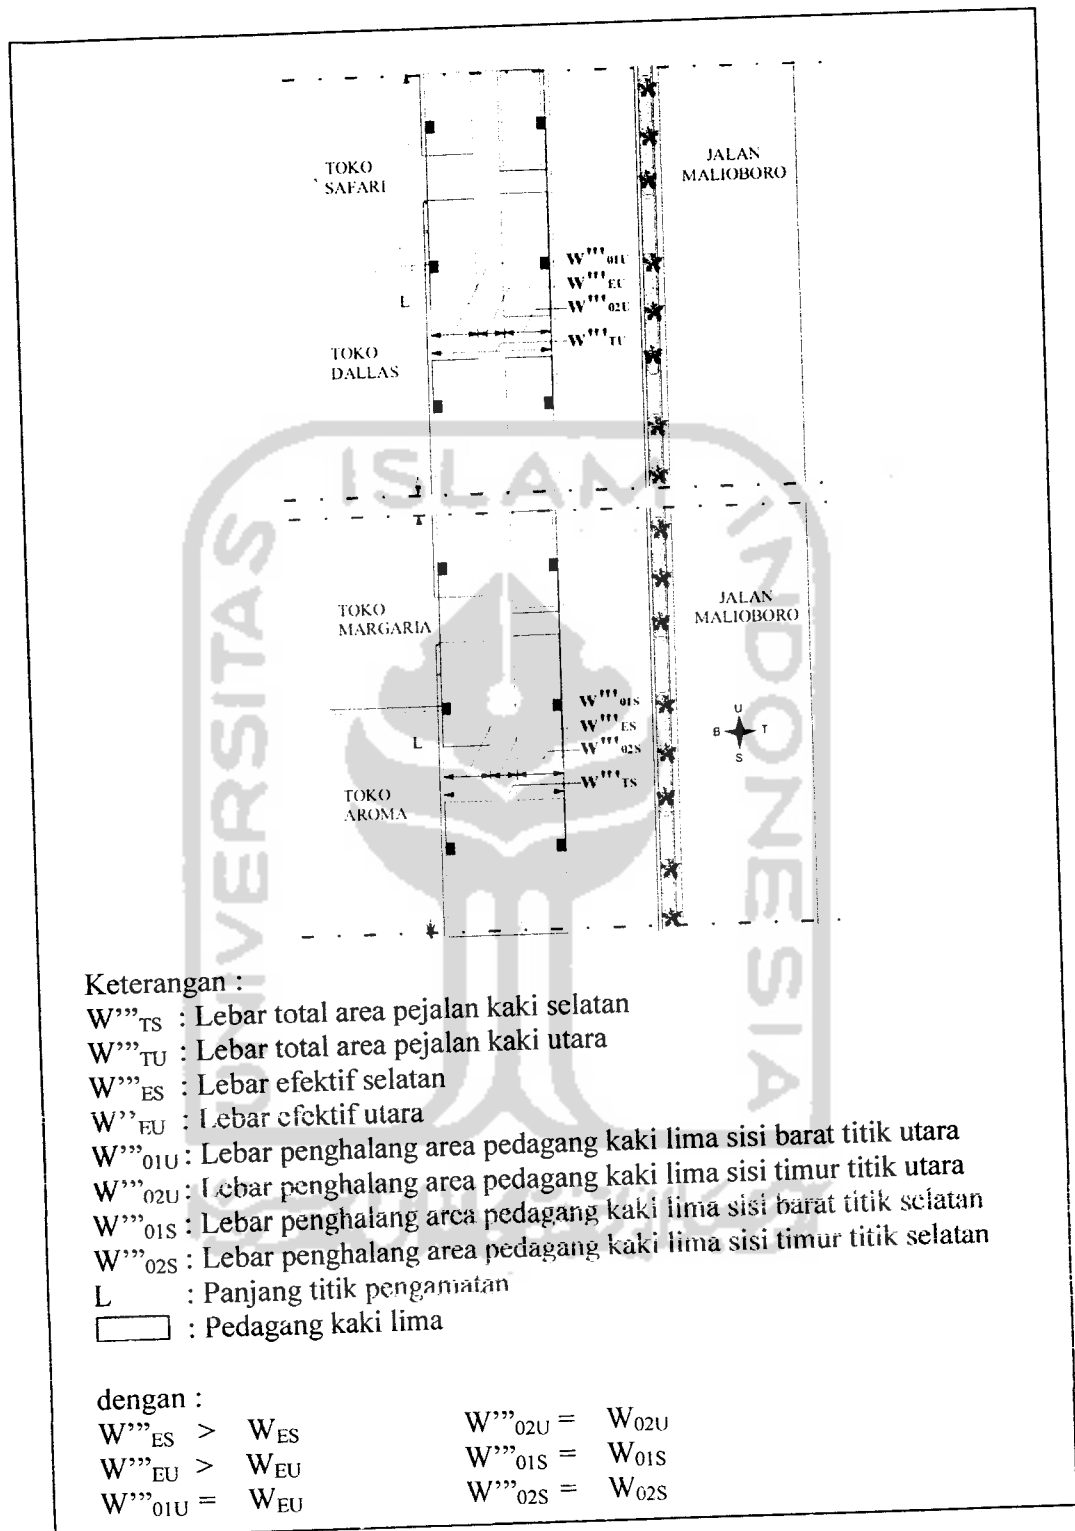 TOKO
SAFARI
JALAN
MALIOBORO
W'''01U
W'''EU
W'''02U
W'''TU
L
TOKO
DALLAS
TOKO
MARGARIA
JALAN
MALIOBORO
W'''01S
W'''ES
W'''02S
W'''TS
L
U
B T
S
TOKO
AROMA
UNIVERSITAS
ISLAM
INDONESIA
Keterangan :
W'''TS : Lebar total area pejalan kaki selatan
W'''TU : Lebar total area pejalan kaki utara
W'''ES : Lebar efektif selatan
W''EU : Lebar efektif utara
W'''01U : Lebar penghalang area pedagang kaki lima sisi barat titik utara
W'''02U : Lebar penghalang area pedagang kaki lima sisi timur titik utara
W'''01S : Lebar penghalang area pedagang kaki lima sisi barat titik selatan
W'''02S : Lebar penghalang area pedagang kaki lima sisi timur titik selatan
L : Panjang titik pengamatan
: Pedagang kaki lima
dengan :
W'''ES > WES W'''02U = W02U
W'''EU > WEU W'''01S = W01S
W'''01U = WEU W'''02S = W02S